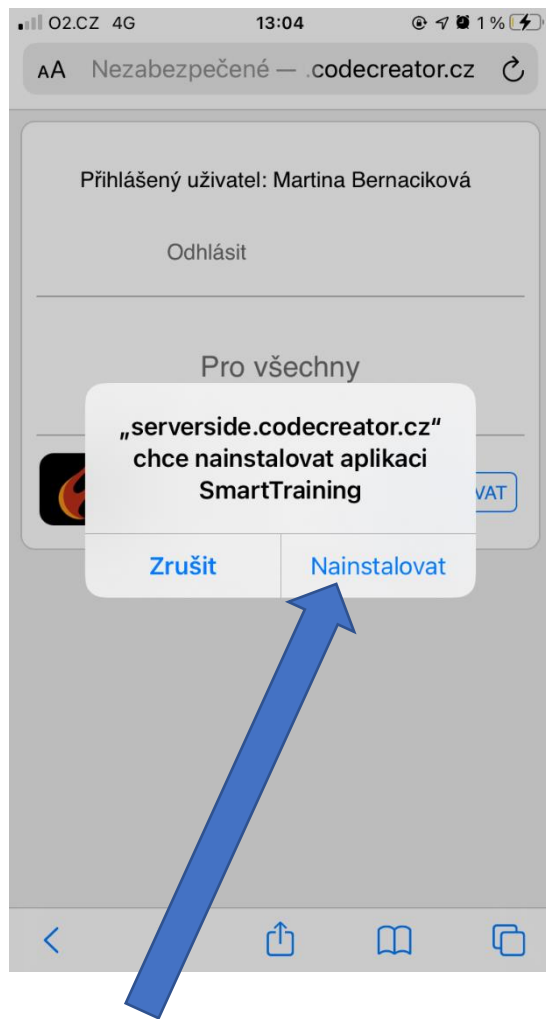 O2.CZ 4G 13:04 1 %
AA Nezabezpečené — .codecreator.cz
Přihlášený uživatel: Martina Bernaciková
Odhlásit
Pro všechny
„serverside.codecreator.cz"
chce nainstalovat aplikaci
SmartTraining
VAT
Zrušit Nainstalovat